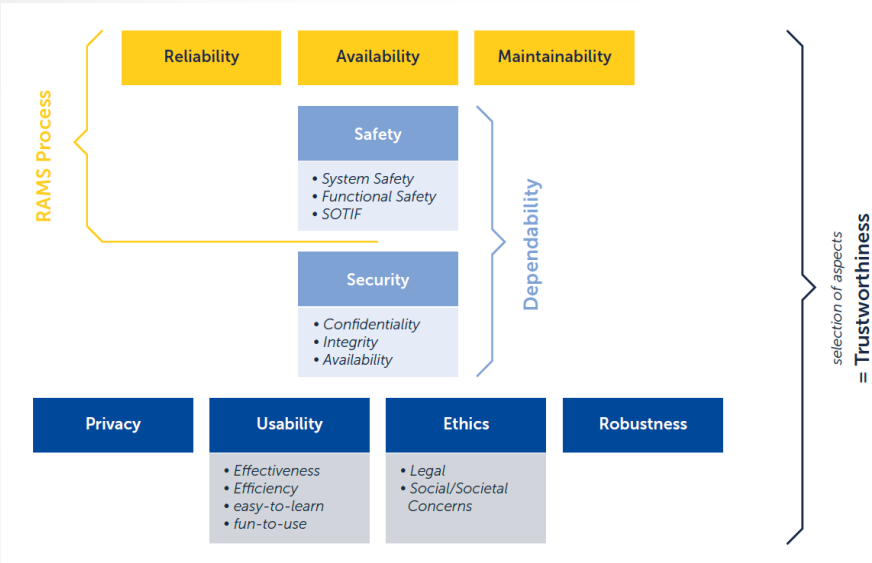 Reliability
Availability
Maintainability
RAMS Process
Safety
• System Safety
• Functional Safety
• SOTIF
Dependability
Security
• Confidentiality
• Integrity
• Availability
selection of aspects
= Trustworthiness
Privacy
Usability
Ethics
Robustness
• Effectiveness
• Efficiency
• easy-to-learn
• fun-to-use
• Legal
• Social/Societal
Concerns